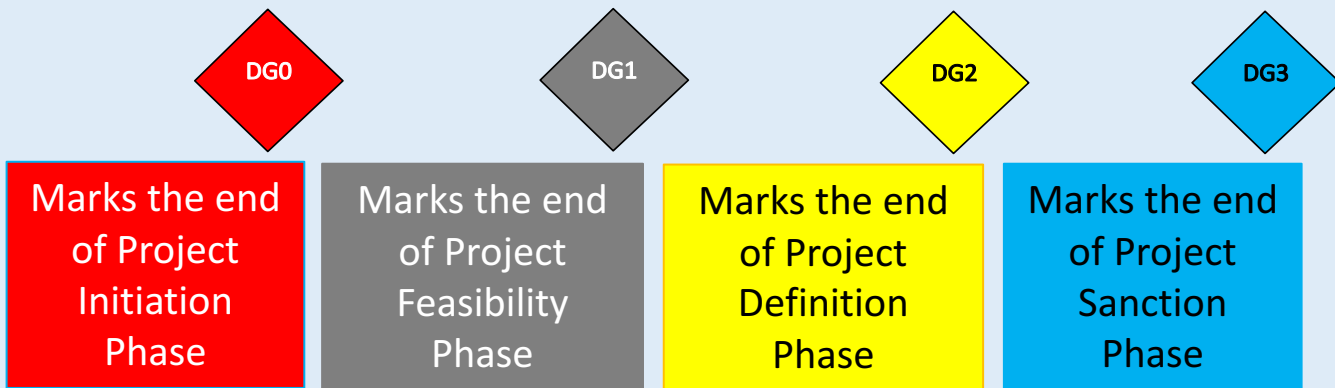 DG0
DG1
DG2
DG3
Marks the end
of Project
Initiation
Phase
Marks the end
of Project
Feasibility
Phase
Marks the end
of Project
Definition
Phase
Marks the end
of Project
Sanction
Phase